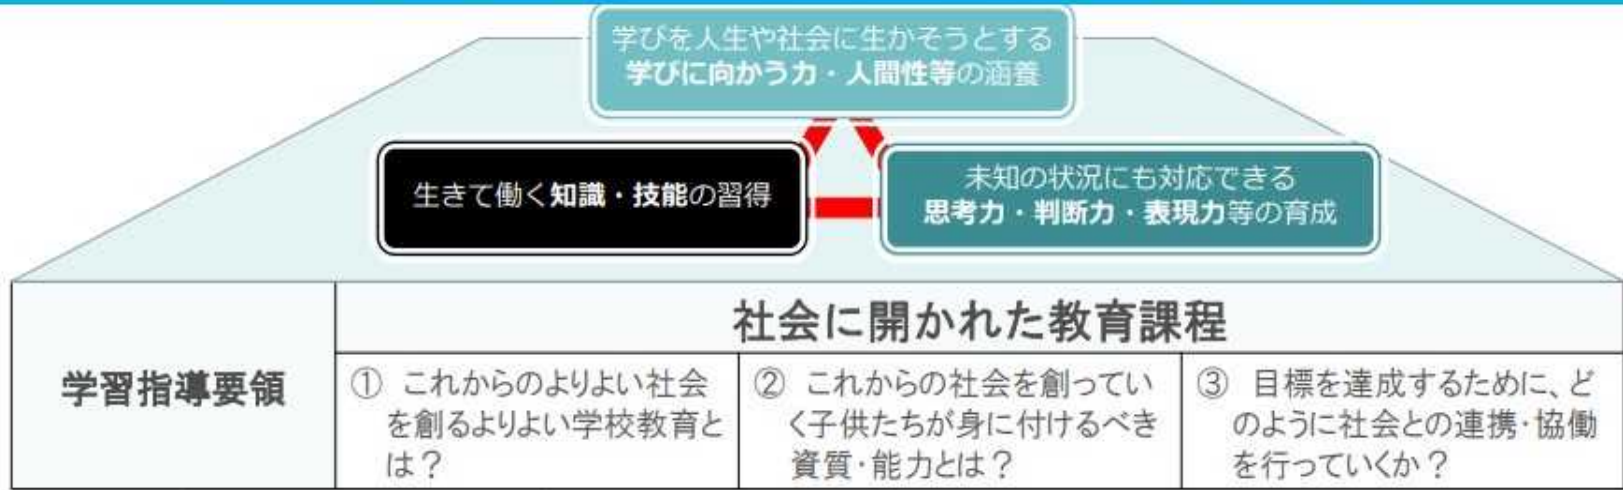 学びを人生や社会に生かそうとする
学びに向かう力・人間性等の涵養
生きて働く知識・技能の習得
未知の状況にも対応できる
思考力・判断力・表現力等の育成
学習指導要領
社会に開かれた教育課程
① これからのよりよい社会
を創るよりよい学校教育と
は？
② これからの社会を創ってい
く子供たちが身に付けるべき
資質・能力とは？
③ 目標を達成するために、ど
のように社会との連携・協働
を行っていくか？